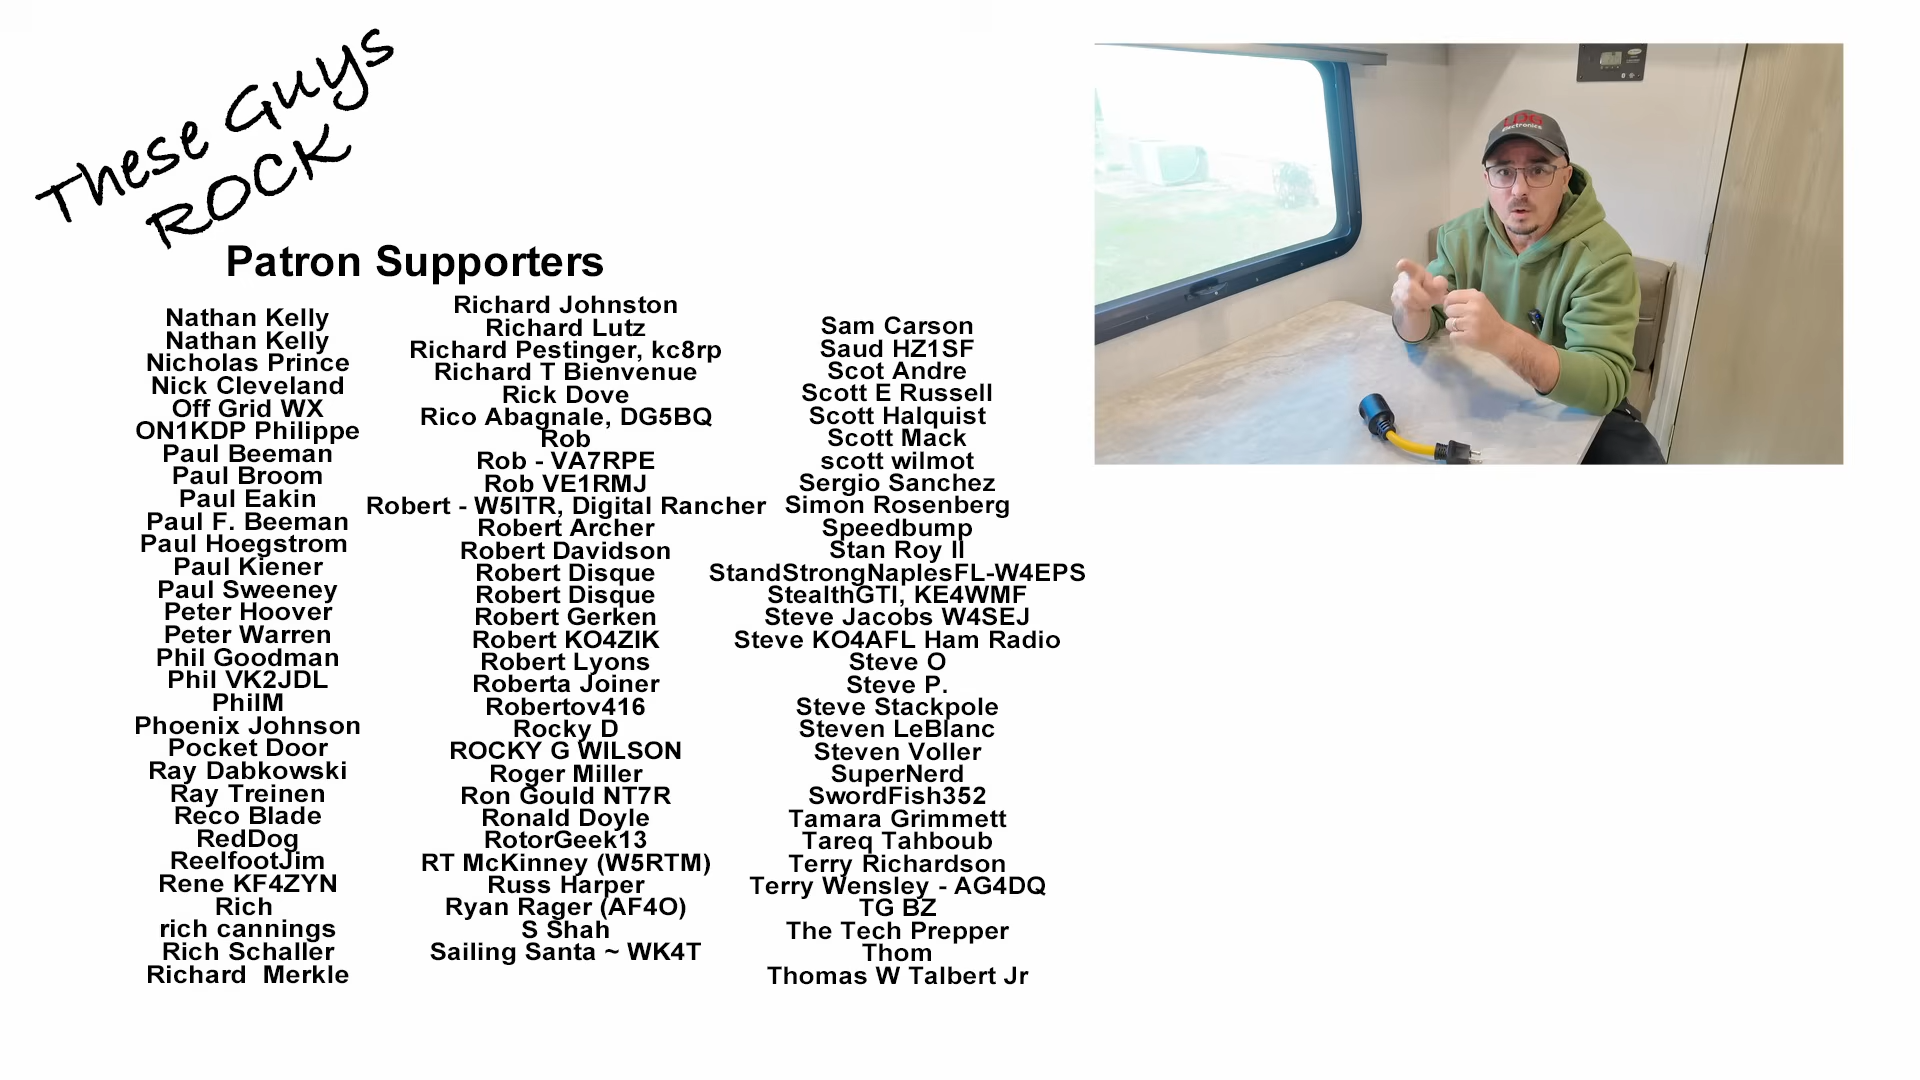 These Guys
ROCK
Patron Supporters
Nathan Kelly
Nathan Kelly
Nicholas Prince
Nick Cleveland
Off Grid WX
ON1KDP Philippe
Paul Beeman
Paul Broom
Paul Eakin
Paul F. Beeman
Paul Hoegstrom
Paul Kiener
Paul Sweeney
Peter Hoover
Peter Warren
Phil Goodman
Phil VK2JDL
PhilM
Phoenix Johnson
Pocket Door
Ray Dabkowski
Ray Treinen
Reco Blade
RedDog
ReelfootJim
Rene KF4ZYN
Rich
rich cannings
Rich Schaller
Richard  Merkle
Richard Johnston
Richard Lutz
Richard Pestinger, kc8rp
Richard T Bienvenue
Rick Dove
Rico Abagnale, DG5BQ
Rob
Rob - VA7RPE
Rob VE1RMJ
Robert - W5ITR, Digital Rancher
Robert Archer
Robert Davidson
Robert Disque
Robert Disque
Robert Gerken
Robert KO4ZIK
Robert Lyons
Roberta Joiner
Robertov416
Rocky D
ROCKY G WILSON
Roger Miller
Ron Gould NT7R
Ronald Doyle
RotorGeek13
RT McKinney (W5RTM)
Russ Harper
Ryan Rager (AF4O)
S Shah
Sailing Santa ~ WK4T
Sam Carson
Saud HZ1SF
Scot Andre
Scott E Russell
Scott Halquist
Scott Mack
scott wilmot
Sergio Sanchez
Simon Rosenberg
Speedbump
Stan Roy II
StandStrongNaplesFL-W4EPS
StealthGTI, KE4WMF
Steve Jacobs W4SEJ
Steve KO4AFL Ham Radio
Steve O
Steve P.
Steve Stackpole
Steven LeBlanc
Steven Voller
SuperNerd
SwordFish352
Tamara Grimmett
Tareq Tahboub
Terry Richardson
Terry Wensley - AG4DQ
TG BZ
The Tech Prepper
Thom
Thomas W Talbert Jr
LDG
electronics